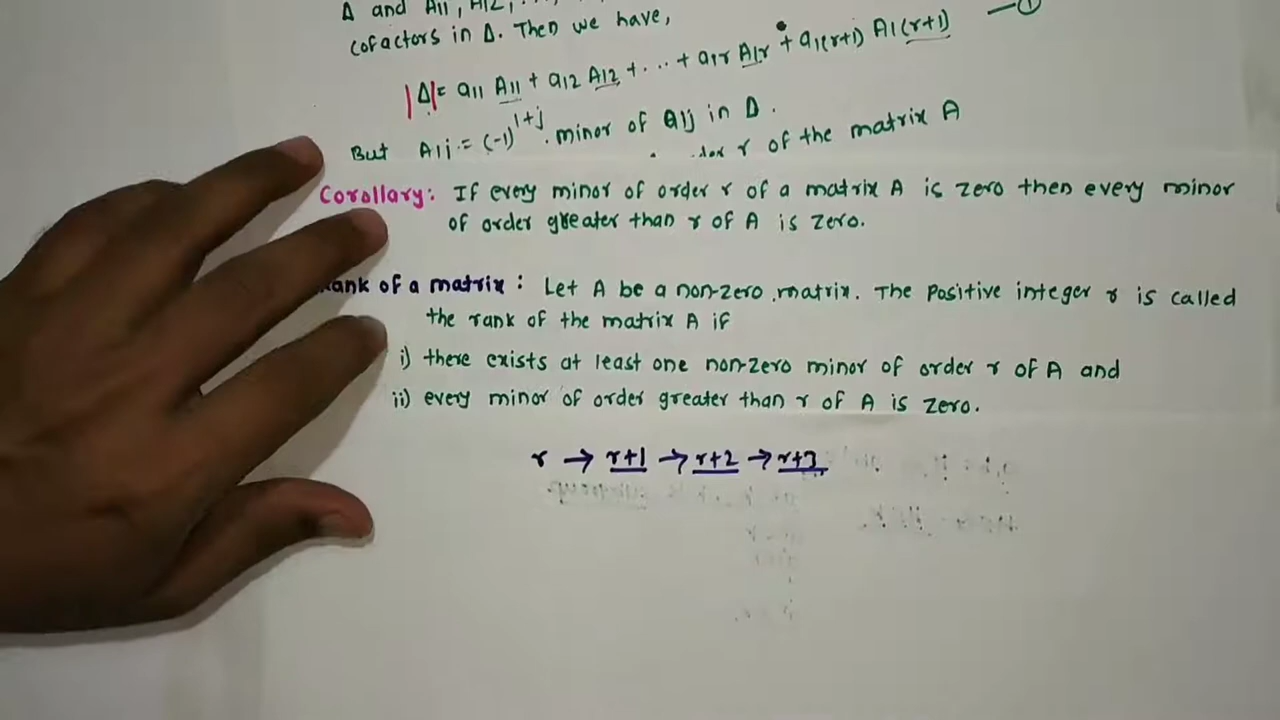 Δ and A11, A12, ...
cofactors in Δ. Then we have,
|Δ| = a11 A11 + a12 A12 + ... + a1r A1r + a1(r+1) A1(r+1) —①
But A1j = (-1)^1+j . minor of a1j in Δ.
r of the matrix A
Corollary: If every minor of order r of a matrix A is zero then every minor
of order greater than r of A is zero.
ank of a matrix: Let A be a non-zero matrix. The positive integer r is called
the rank of the matrix A if
i) there exists at least one non-zero minor of order r of A and
ii) every minor of order greater than r of A is zero.
r → r+1 → r+2 → r+3